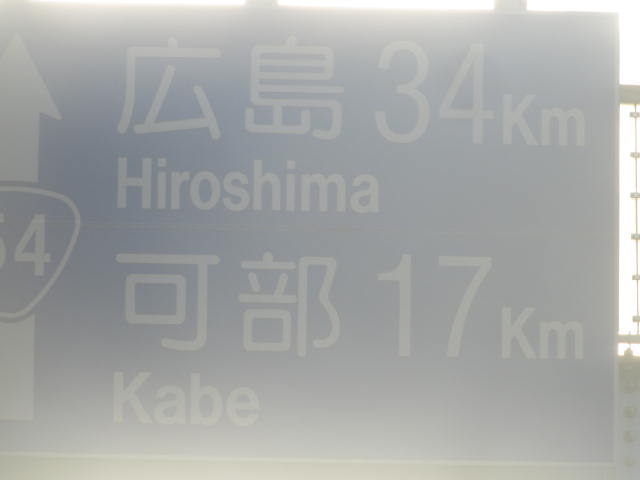 広島 34Km
Hiroshima
54
可部 17Km
Kabe